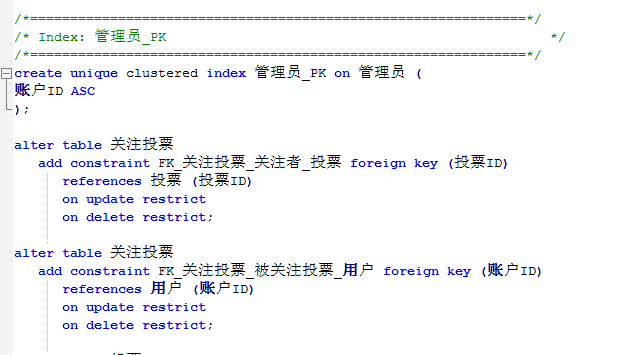 /*==============================================================*/
/* Index: 管理员_PK */
/*==============================================================*/
create unique clustered index 管理员_PK on 管理员 (
账户ID ASC
);
alter table 关注投票
add constraint FK_关注投票_关注者_投票 foreign key (投票ID)
references 投票 (投票ID)
on update restrict
on delete restrict;
alter table 关注投票
add constraint FK_关注投票_被关注投票_用户 foreign key (账户ID)
references 用户 (账户ID)
on update restrict
on delete restrict;